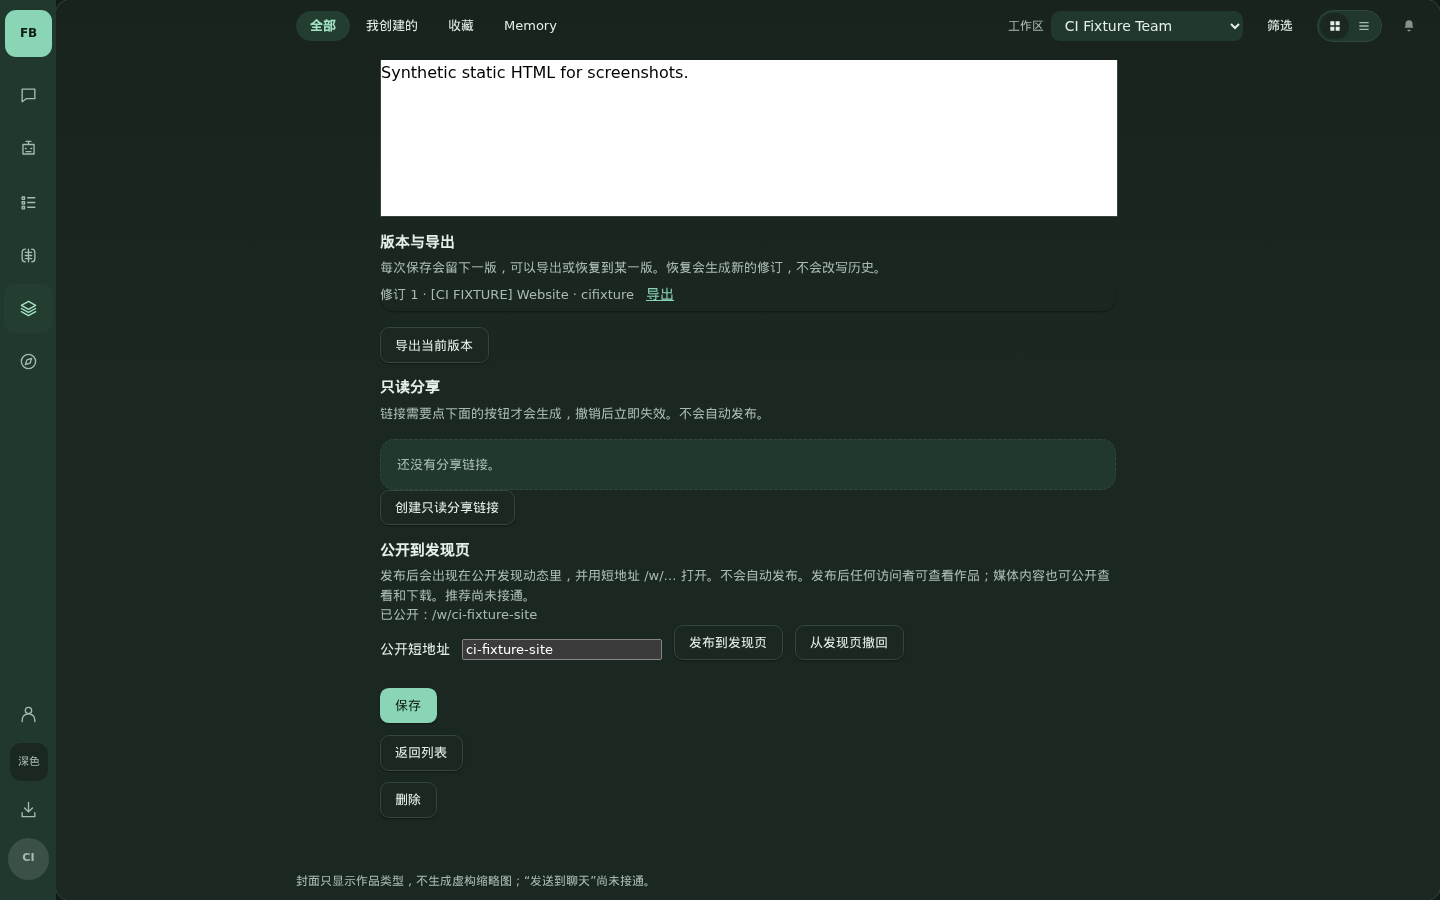 FB
全部
我创建的
收藏
Memory
工作区
CI Fixture Team
筛选
Synthetic static HTML for screenshots.
版本与导出
每次保存会留下一版，可以导出或恢复到某一版。恢复会生成新的修订，不会改写历史。
修订 1 · [CI FIXTURE] Website · cifixture 导出
导出当前版本
只读分享
链接需要点下面的按钮才会生成，撤销后立即失效。不会自动发布。
还没有分享链接。
创建只读分享链接
公开到发现页
发布后会出现在公开发现动态里，并用短地址 /w/… 打开。不会自动发布。发布后任何访问者可查看作品；媒体内容也可公开查
看和下载。推荐尚未接通。
已公开：/w/ci-fixture-site
公开短地址 ci-fixture-site 发布到发现页 从发现页撤回
保存
返回列表
删除
深色
CI
封面只显示作品类型，不生成虚构缩略图；“发送到聊天”尚未接通。